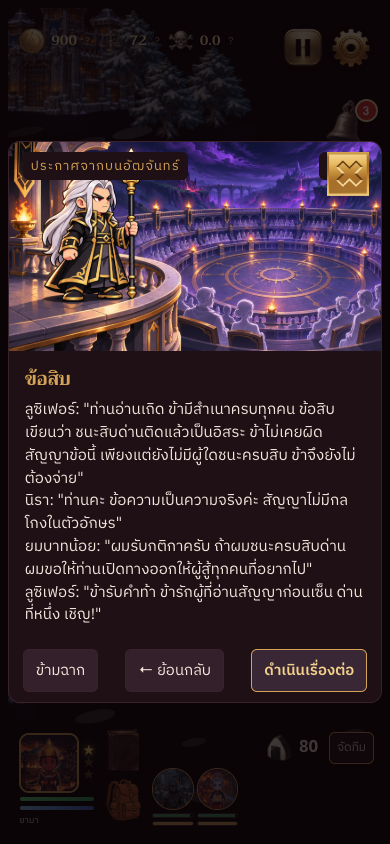 900 ?
72 ?
0.0 ?
3
ประกาศจากบนอัฒจันทร์
ข้อสิบ
ลูซิเฟอร์: "ท่านอ่านเถิด ข้ามีสำเนาครบทุกคน ข้อสิบ
เขียนว่า ชนะสิบด่านติดแล้วเป็นอิสระ ข้าไม่เคยผิด
สัญญาข้อนี้ เพียงแต่ยังไม่มีผู้ใดชนะครบสิบ ข้าจึงยังไม่
ต้องจ่าย"
นิรา: "ท่านคะ ข้อความเป็นความจริงค่ะ สัญญาไม่มีกล
โกงในตัวอักษร"
ยมบาทน้อย: "ผมรับกติกาครับ ถ้าผมชนะครบสิบด่าน
ผมขอให้ท่านเปิดทางออกให้ผู้สู้ทุกคนที่อยากไป"
ลูซิเฟอร์: "ข้ารับคำท้า ข้ารักผู้ที่อ่านสัญญาก่อนเซ็น ด่าน
ที่หนึ่ง เชิญ!"
ข้ามฉาก
← ย้อนกลับ
ดำเนินเรื่องต่อ
80
จัดทีม
ยามา